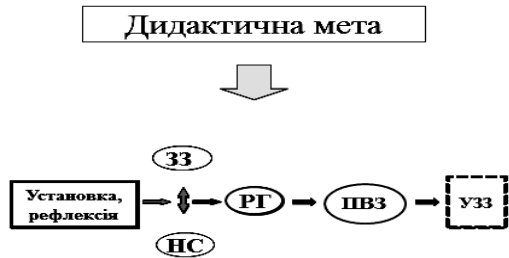 Дидактична мета
ЗЗ
Установка,
рефлексія
РГ
ПВЗ
УЗЗ
НС